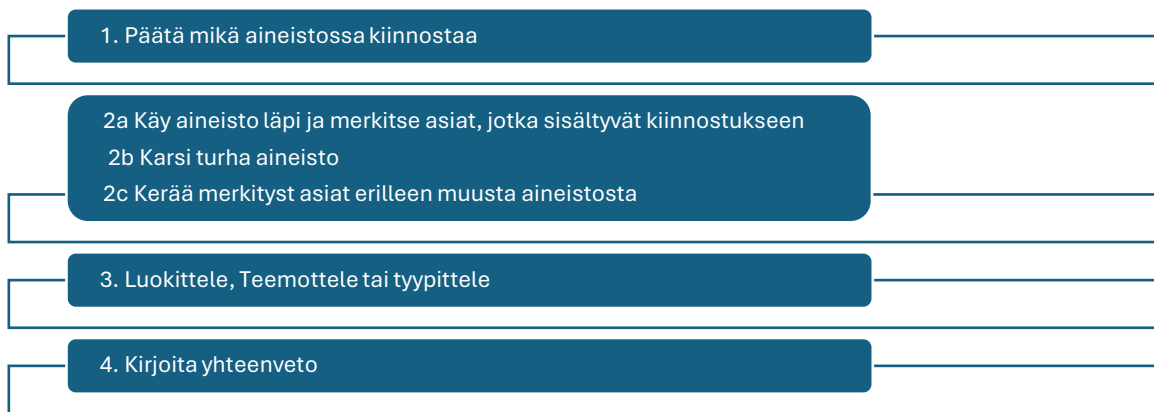 1. Päätä mikä aineistossa kiinnostaa
2a Käy aineisto läpi ja merkitse asiat, jotka sisältyvät kiinnostukseen
2b Karsi turha aineisto
2c Kerää merkityst asiat erilleen muusta aineistosta
3. Luokittele, Teemottele tai tyypittele
4. Kirjoita yhteenveto